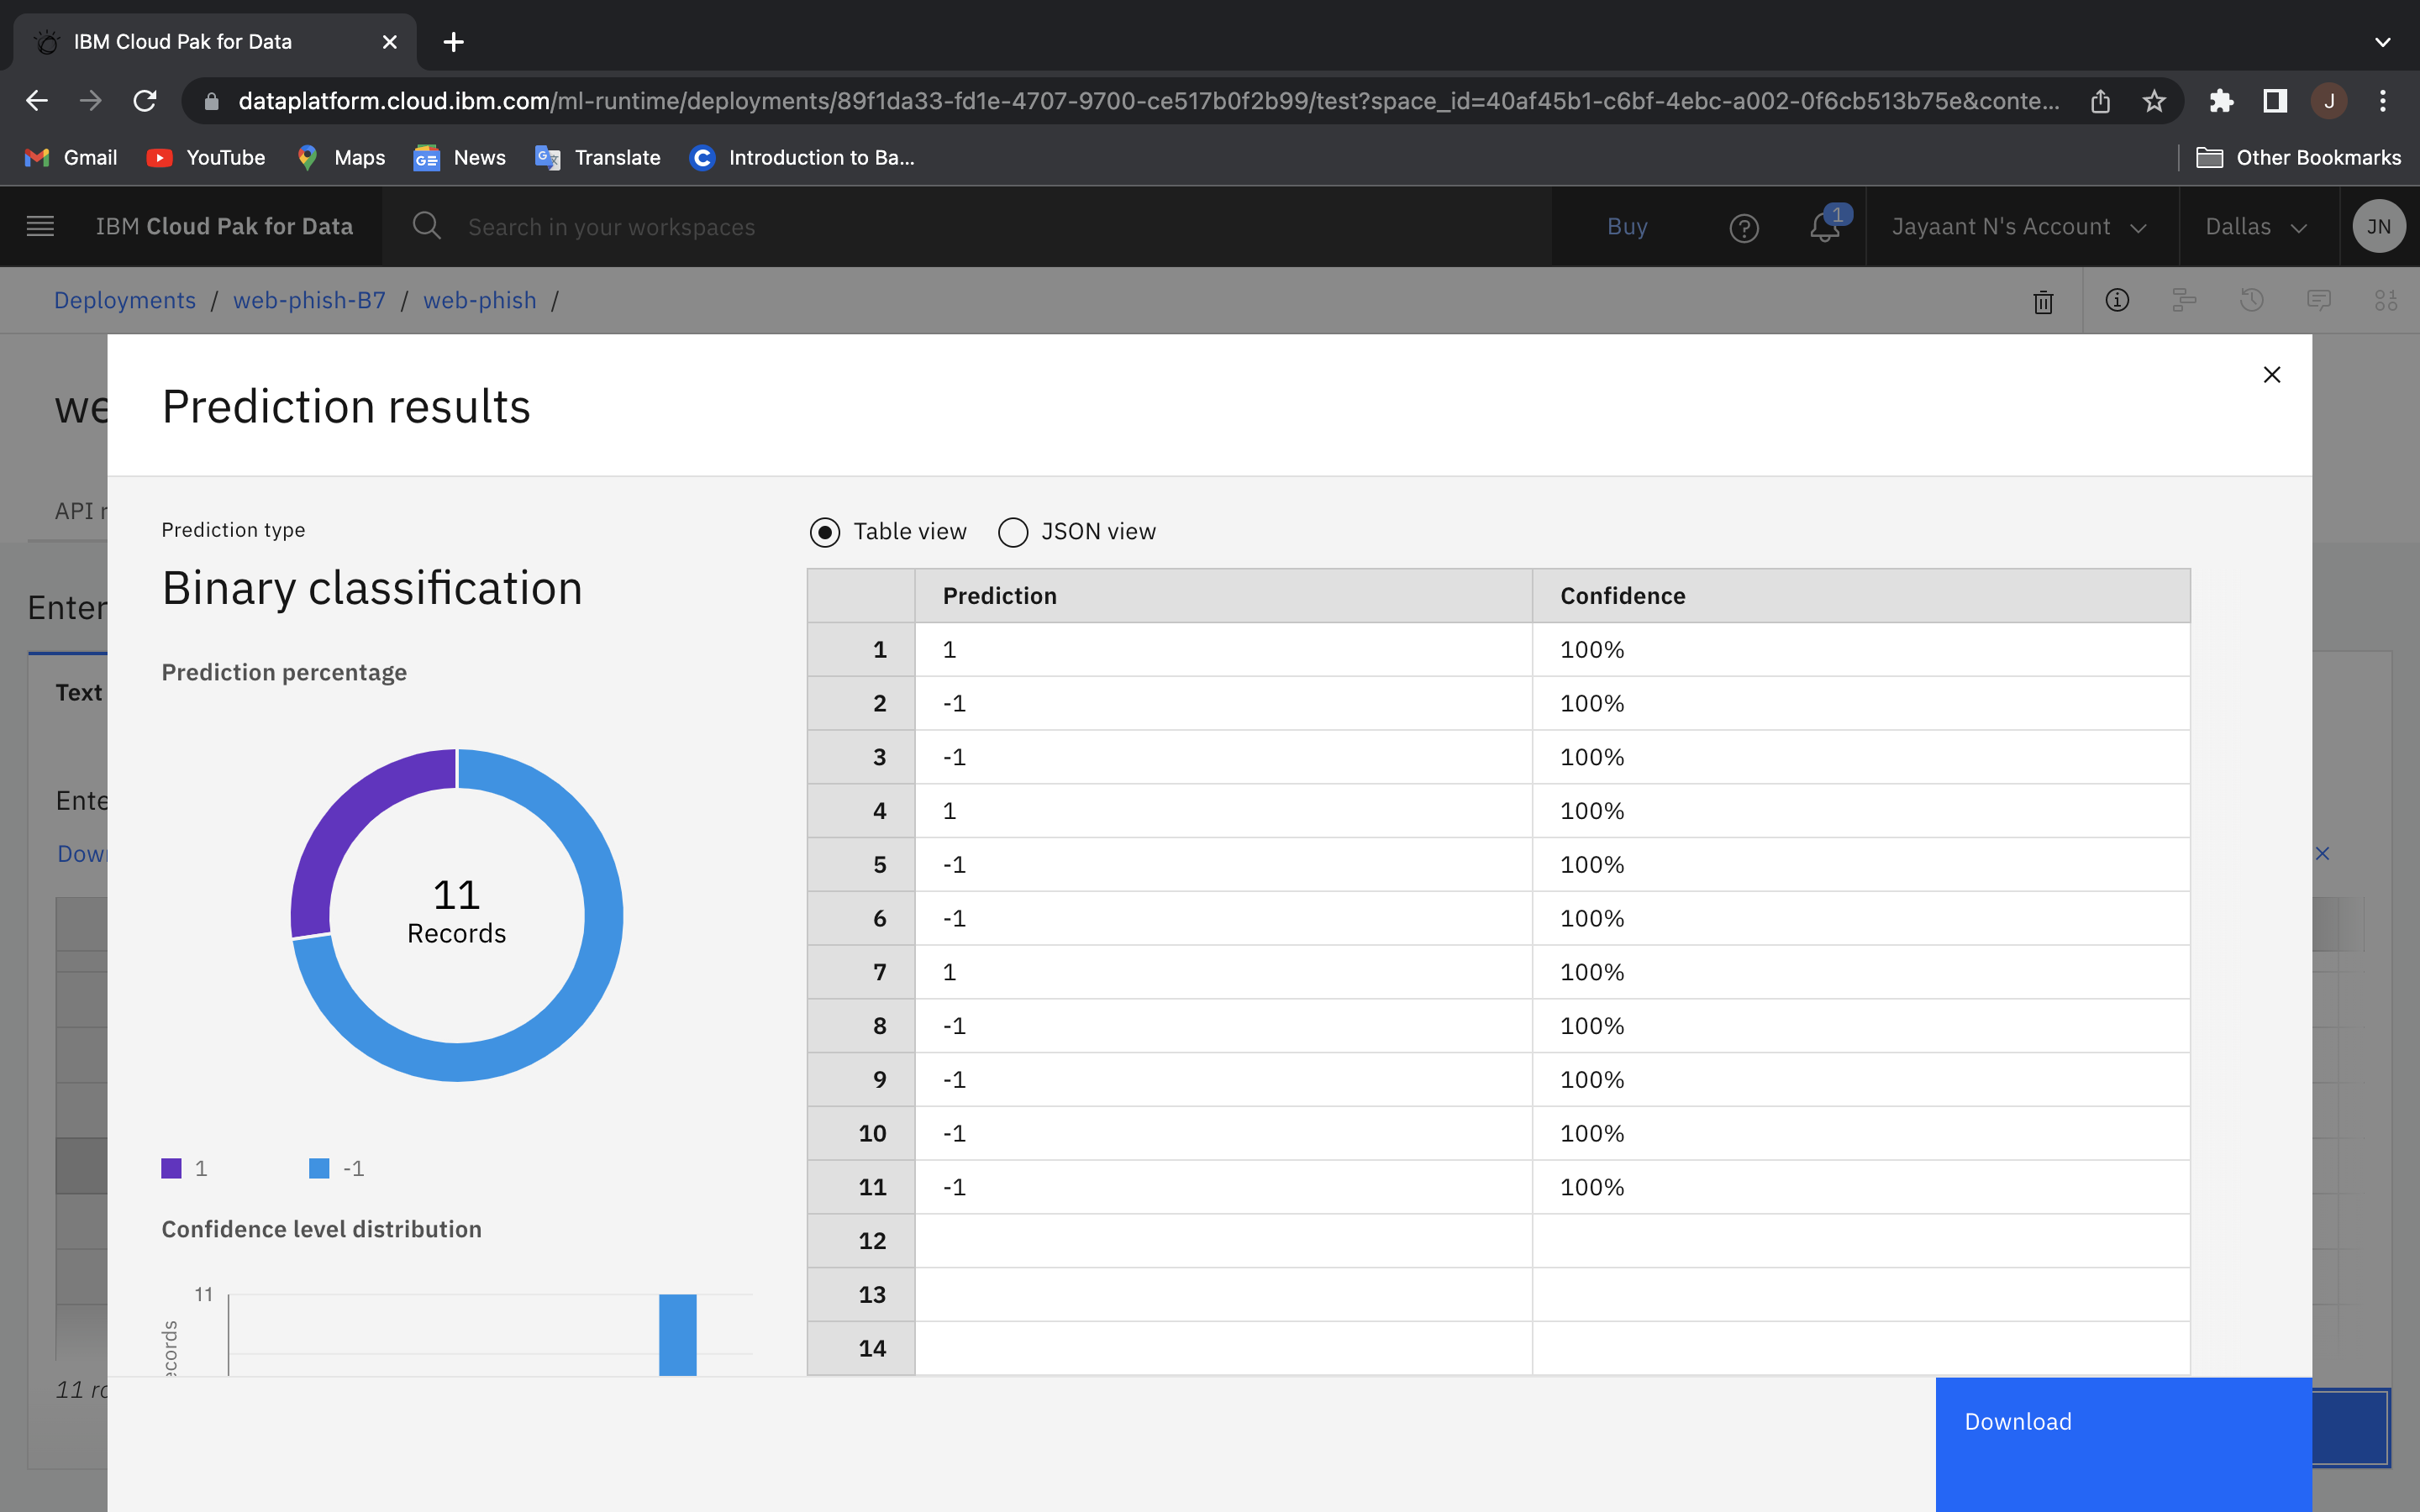 IBM Cloud Pak for Data
dataplatform.cloud.ibm.com/ml-runtime/deployments/89f1da33-fd1e-4707-9700-ce517b0f2b99/test?space_id=40af45b1-c6bf-4ebc-a002-0f6cb513b75e&conte...
J
Gmail YouTube Maps News Translate Introduction to Ba... Other Bookmarks
IBM Cloud Pak for Data Search in your workspaces Buy 1 Jayaant N's Account Dallas JN
Deployments / web-phish-B7 / web-phish /
we
Prediction results
API r
Prediction type
Table view JSON view
Binary classification
Enter
Prediction Confidence
1 1 100%
Prediction percentage
Text
2 -1 100%
3 -1 100%
Ente
4 1 100%
Dow
5 -1 100%
11
Records
6 -1 100%
7 1 100%
8 -1 100%
9 -1 100%
10 -1 100%
1 -1
11 -1 100%
Confidence level distribution
12
11
13
14
ecords
11 ro
Download